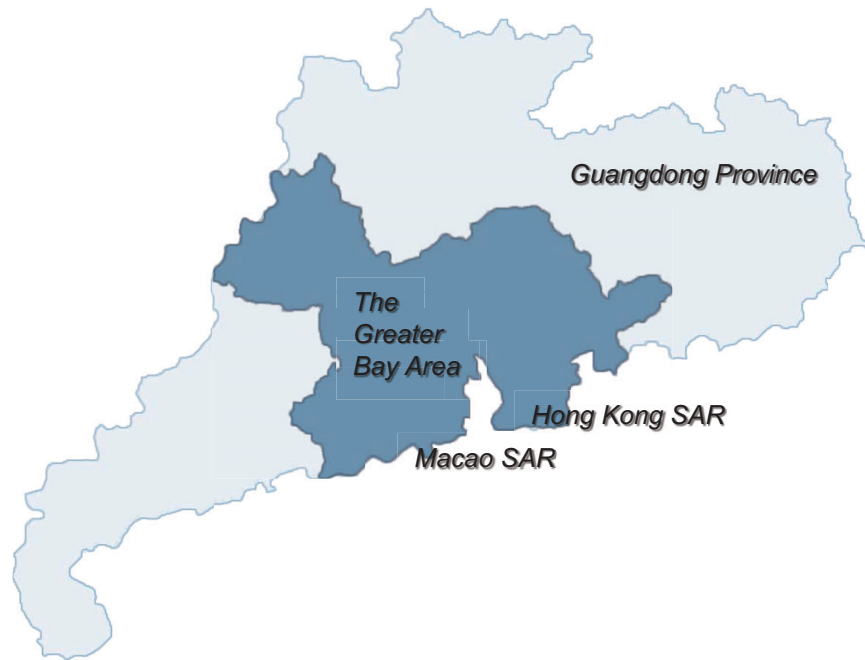 Guangdong Province
The
Greater
Bay Area
Hong Kong SAR
Macao SAR